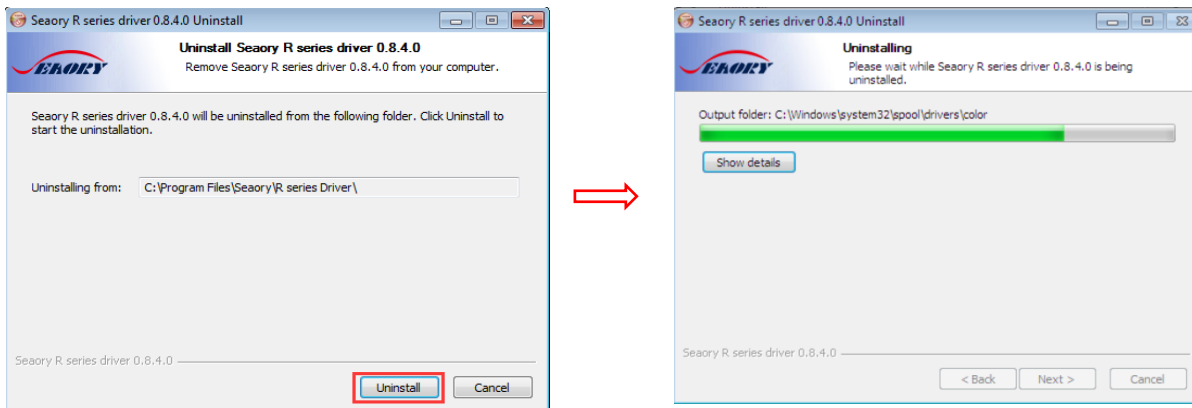 Seaory R series driver 0.8.4.0 Uninstall
SEAORY
Uninstall Seaory R series driver 0.8.4.0
Remove Seaory R series driver 0.8.4.0 from your computer.
Seaory R series driver 0.8.4.0 will be uninstalled from the following folder. Click Uninstall to
start the uninstallation.
Uninstalling from:
C:\Program Files\Seaory\R series Driver\
Seaory R series driver 0.8.4.0
Uninstall
Cancel
Seaory R series driver 0.8.4.0 Uninstall
SEAORY
Uninstalling
Please wait while Seaory R series driver 0.8.4.0 is being
uninstalled.
Output folder: C:\Windows\system32\spool\drivers\color
Show details
Seaory R series driver 0.8.4.0
< Back
Next >
Cancel